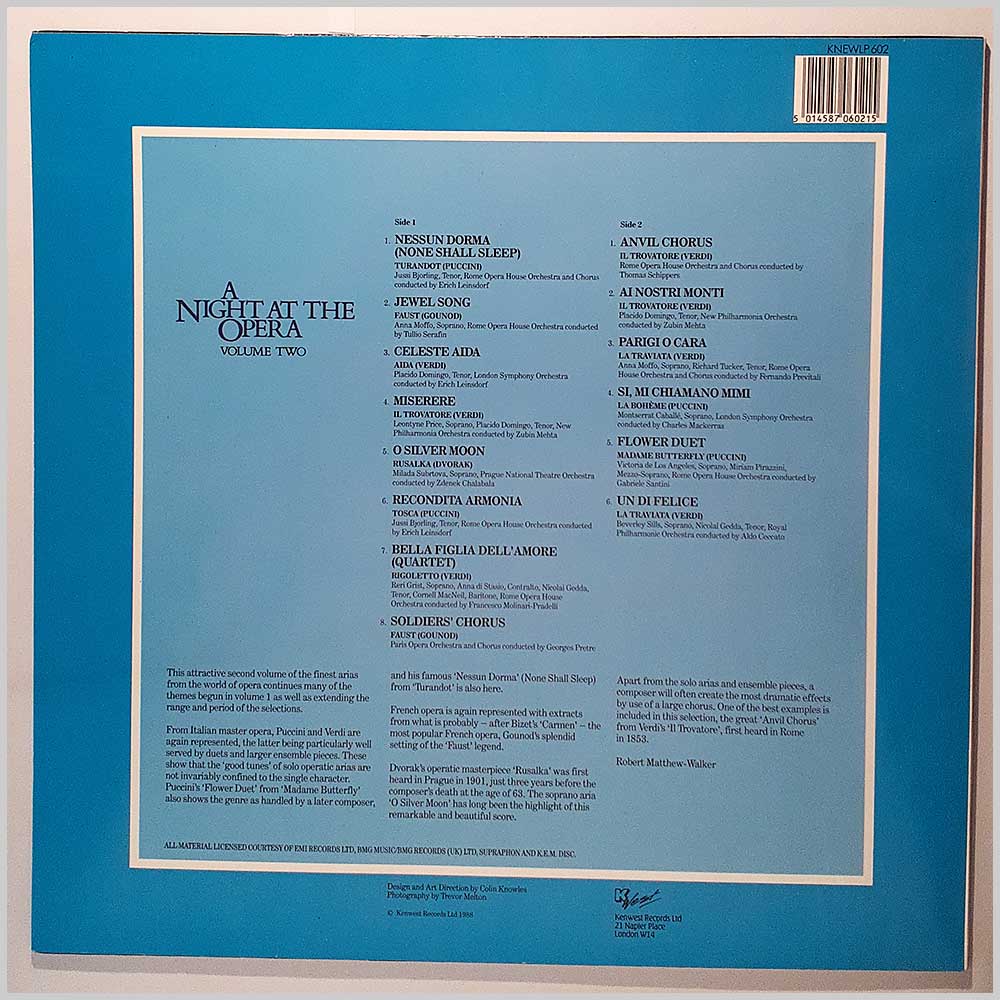 KNEWLP 602
5 014587 060215
A
NIGHT AT THE
OPERA
VOLUME TWO
Side 1
1. NESSUN DORMA
(NONE SHALL SLEEP)
TURANDOT (PUCCINI)
Jussi Bjorling, Tenor, Rome Opera House Orchestra and Chorus
conducted by Erich Leinsdorf
2. JEWEL SONG
FAUST (GOUNOD)
Anna Moffo, Soprano, Rome Opera House Orchestra conducted
by Tullio Serafin
3. CELESTE AIDA
AIDA (VERDI)
Placido Domingo, Tenor, London Symphony Orchestra
conducted by Erich Leinsdorf
4. MISERERE
IL TROVATORE (VERDI)
Leontyne Price, Soprano, Placido Domingo, Tenor, New
Philharmonia Orchestra conducted by Zubin Mehta
5. O SILVER MOON
RUSALKA (DVORAK)
Milada Subrtova, Soprano, Prague National Theatre Orchestra
conducted by Zdenek Chalabala
6. RECONDITA ARMONIA
TOSCA (PUCCINI)
Jussi Bjorling, Tenor, Rome Opera House Orchestra conducted
by Erich Leinsdorf
7. BELLA FIGLIA DELL'AMORE
(QUARTET)
RIGOLETTO (VERDI)
Reri Grist, Soprano, Anna di Stasio, Contralto, Nicolai Gedda,
Tenor, Cornell MacNeil, Baritone, Rome Opera House
Orchestra conducted by Francesco Molinari-Pradelli
8. SOLDIERS' CHORUS
FAUST (GOUNOD)
Paris Opera Orchestra and Chorus conducted by Georges Pretre
Side 2
1. ANVIL CHORUS
IL TROVATORE (VERDI)
Rome Opera House Orchestra and Chorus conducted by
Thomas Schippers
2. AI NOSTRI MONTI
IL TROVATORE (VERDI)
Placido Domingo, Tenor, New Philharmonia Orchestra
conducted by Zubin Mehta
3. PARIGI O CARA
LA TRAVIATA (VERDI)
Anna Moffo, Soprano, Richard Tucker, Tenor, Rome Opera
House Orchestra and Chorus conducted by Fernando Previtali
4. SI, MI CHIAMANO MIMI
LA BOHÈME (PUCCINI)
Montserrat Caballé, Soprano, London Symphony Orchestra
conducted by Charles Mackerras
5. FLOWER DUET
MADAME BUTTERFLY (PUCCINI)
Victoria de Los Angeles, Soprano, Miriam Pirazzini,
Mezzo-Soprano, Rome Opera House Orchestra conducted by
Gabriele Santini
6. UN DI FELICE
LA TRAVIATA (VERDI)
Beverley Sills, Soprano, Nicolai Gedda, Tenor, Royal
Philharmonic Orchestra conducted by Aldo Ceccato
This attractive second volume of the finest arias
from the world of opera continues many of the
themes begun in volume 1 as well as extending the
range and period of the selections.
From Italian master opera, Puccini and Verdi are
again represented, the latter being particularly well
served by duets and larger ensemble pieces. These
show that the 'good tunes' of solo operatic arias are
not invariably confined to the single character.
Puccini's 'Flower Duet' from 'Madame Butterfly'
also shows the genre as handled by a later composer,
and his famous 'Nessun Dorma' (None Shall Sleep)
from 'Turandot' is also here.
French opera is again represented with extracts
from what is probably – after Bizet's 'Carmen' – the
most popular French opera, Gounod's splendid
setting of the 'Faust' legend.
Dvorak's operatic masterpiece 'Rusalka' was first
heard in Prague in 1901, just three years before the
composer's death at the age of 63. The soprano aria
'O Silver Moon' has long been the highlight of this
remarkable and beautiful score.
Apart from the solo arias and ensemble pieces, a
composer will often create the most dramatic effects
by use of a large chorus. One of the best examples is
included in this selection, the great 'Anvil Chorus'
from Verdi's 'Il Trovatore', first heard in Rome
in 1853.
Robert Matthew-Walker
ALL MATERIAL LICENSED COURTESY OF EMI RECORDS LTD, BMG MUSIC/BMG RECORDS (UK) LTD, SUPRAPHON AND K.E.M. DISC.
Design and Art Direction by Colin Knowles
Photography by Trevor Melton
© Kenwest Records Ltd 1988
K West
Kenwest Records Ltd
21 Napier Place
London W14